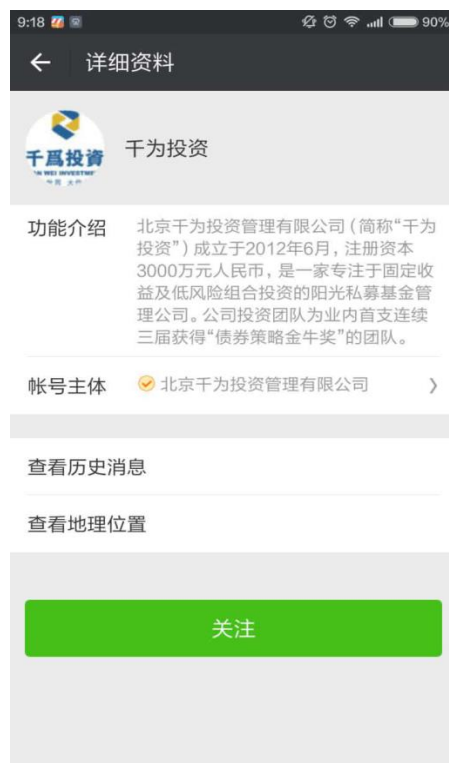 9:18
90%
详细资料
千爲投資
千为投资
功能介绍
北京千为投资管理有限公司（简称“千为
投资”）成立于2012年6月，注册资本
3000万元人民币，是一家专注于固定收
益及低风险组合投资的阳光私募基金管
理公司。公司投资团队为业内首支连续
三届获得“债券策略金牛奖”的团队。
帐号主体
北京千为投资管理有限公司
查看历史消息
查看地理位置
关注